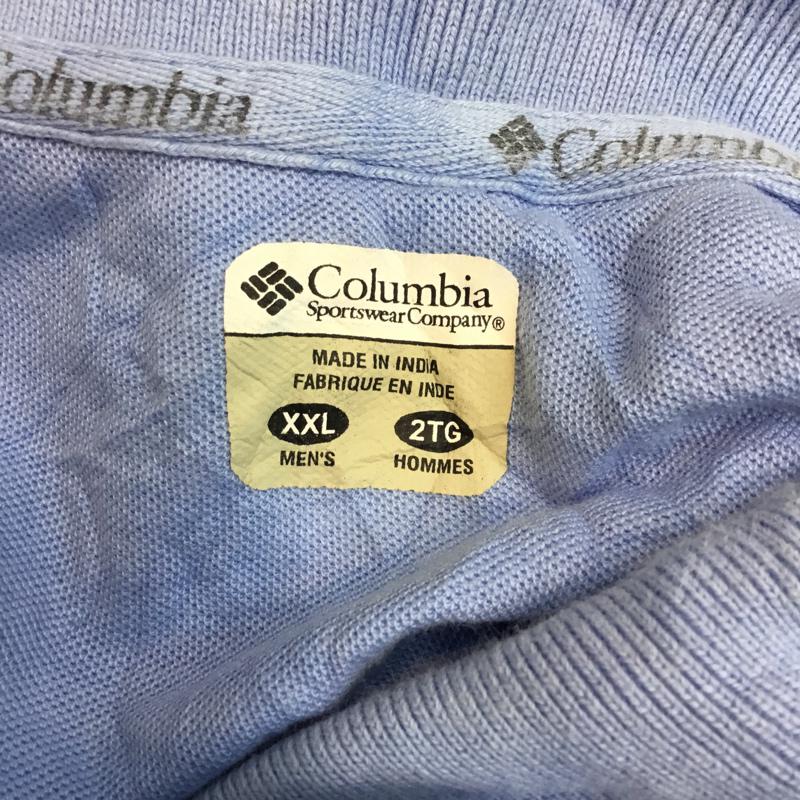 Columbia
Columbia
Columbia
Sportswear Company®
MADE IN INDIA
FABRIQUE EN INDE
XXL 2TG
MEN'S HOMMES